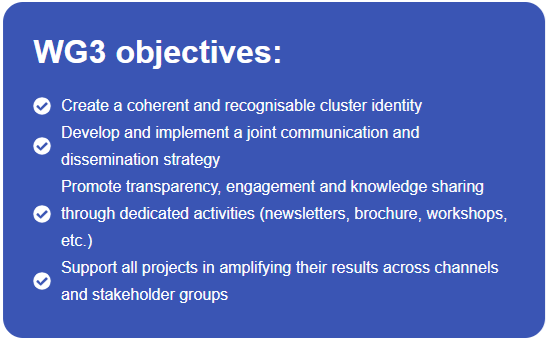 WG3 objectives:
Create a coherent and recognisable cluster identity
Develop and implement a joint communication and
dissemination strategy
Promote transparency, engagement and knowledge sharing
through dedicated activities (newsletters, brochure, workshops,
etc.)
Support all projects in amplifying their results across channels
and stakeholder groups